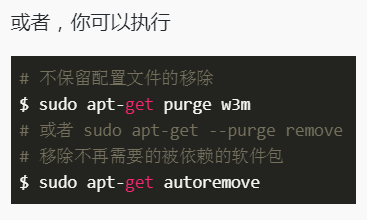 或者，你可以执行
# 不保留配置文件的移除
$ sudo apt-get purge w3m
# 或者 sudo apt-get --purge remove
# 移除不再需要的被依赖的软件包
$ sudo apt-get autoremove